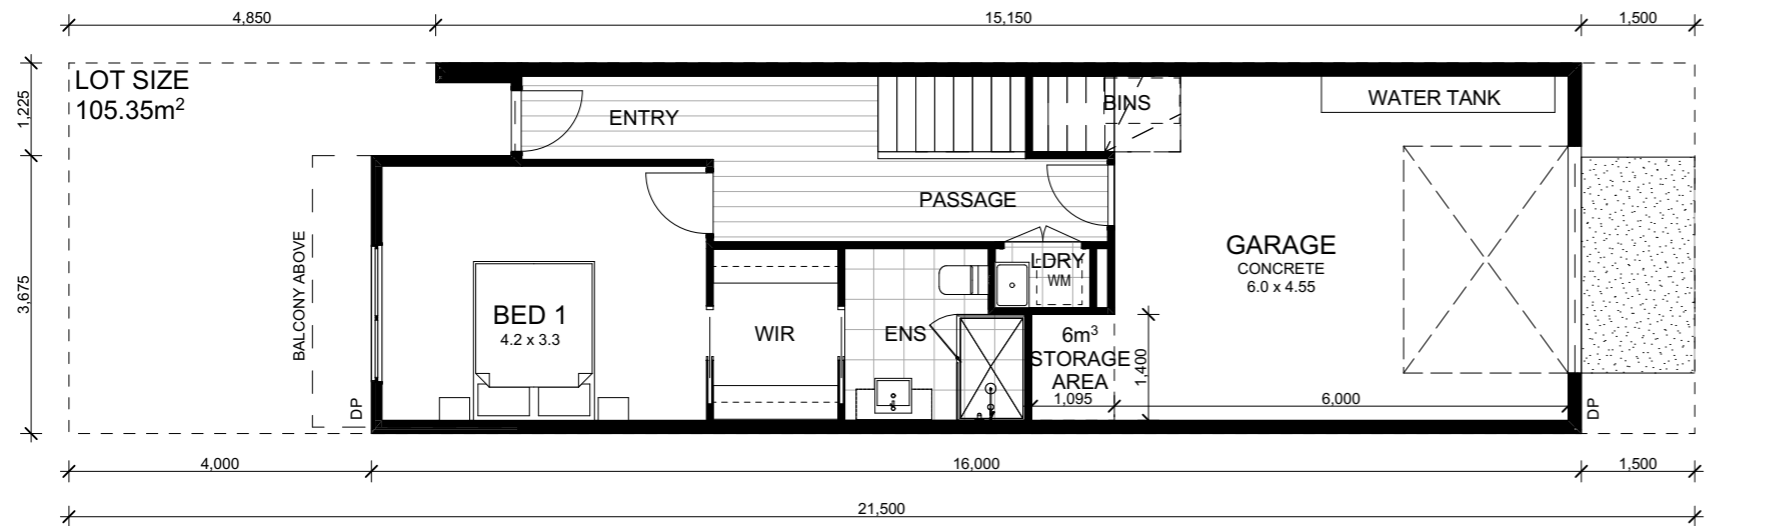 4,850
15,150
1,500
LOT SIZE
105.35m²
1,225
ENTRY
BINS
WATER TANK
PASSAGE
3,675
BALCONY ABOVE
BED 1
4.2 x 3.3
WIR
ENS
LDRY
WM
GARAGE
CONCRETE
6.0 x 4.55
6m³
STORAGE
AREA
1,095
1,400
6,000
DP
DP
4,000
16,000
1,500
21,500